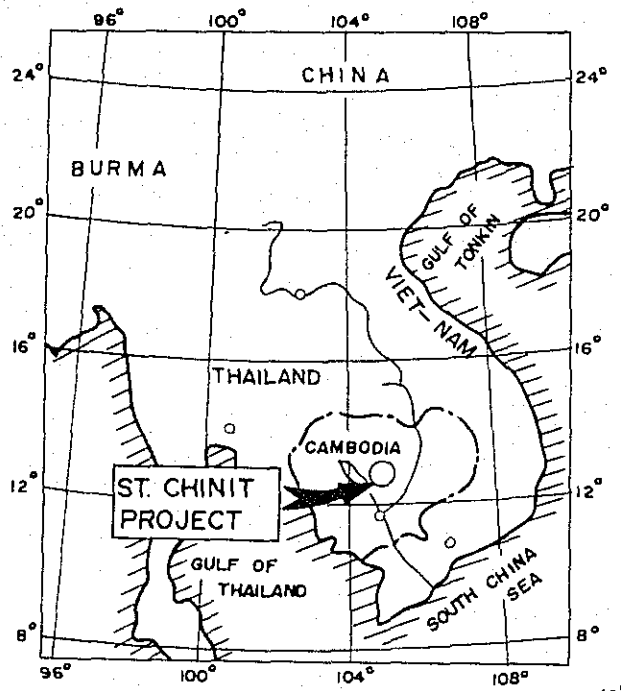 96° 100° 104° 108°
24° 24°
CHINA
BURMA
20° 20°
GULF OF
TONKIN
VIET-NAM
16° 16°
THAILAND
CAMBODIA
12° 12°
ST. CHINIT
PROJECT
GULF OF
THAILAND
SOUTH CHINA
SEA
8° 8°
96° 100° 104° 108°